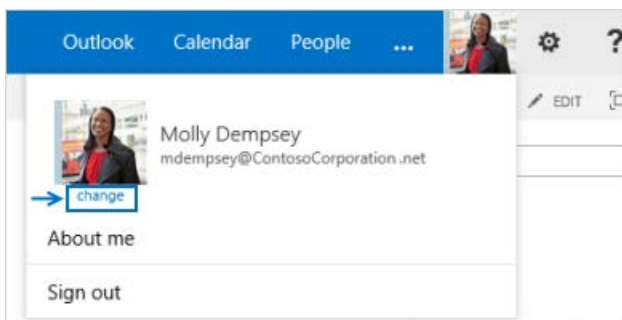 Outlook Calendar People ... ?
EDIT
Molly Dempsey
mdempsey@ContosoCorporation .net
change
About me
Sign out